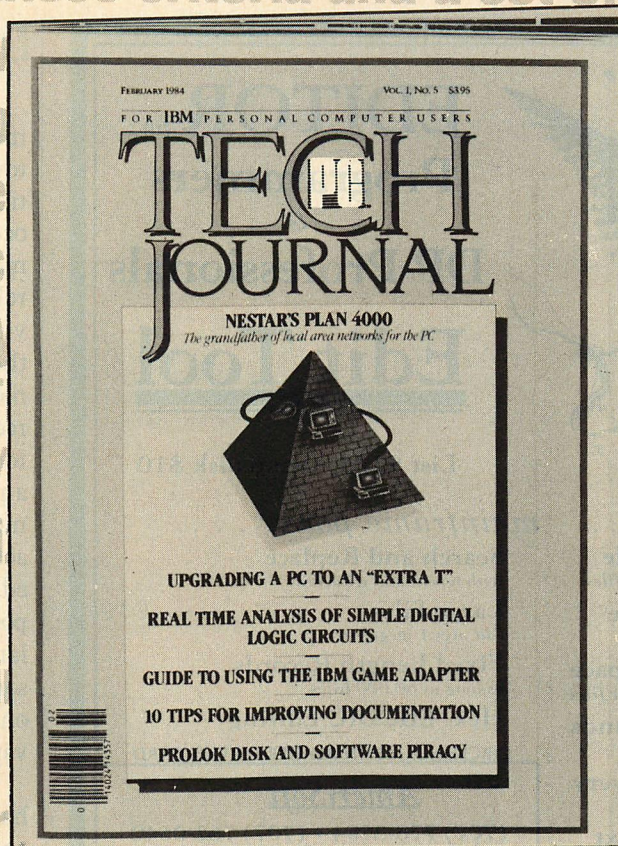 FEBRUARY 1984 VOL. 1, NO. 5 $3.95
FOR IBM PERSONAL COMPUTER USERS
PC
TECH
JOURNAL
NESTAR'S PLAN 4000
The grandfather of local area networks for the PC
UPGRADING A PC TO AN “EXTRA T”
REAL TIME ANALYSIS OF SIMPLE DIGITAL
LOGIC CIRCUITS
GUIDE TO USING THE IBM GAME ADAPTER
10 TIPS FOR IMPROVING DOCUMENTATION
PROLOK DISK AND SOFTWARE PIRACY
02
0 14024 14357